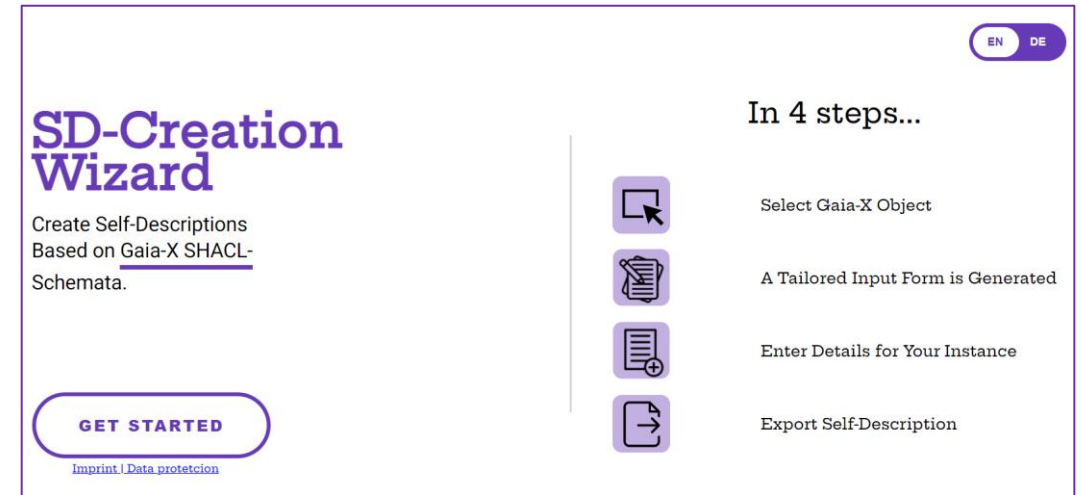 EN DE
SD-Creation
Wizard
Create Self-Descriptions
Based on Gaia-X SHACL-
Schemata.
GET STARTED
Imprint | Data protetcion
In 4 steps...
Select Gaia-X Object
A Tailored Input Form is Generated
Enter Details for Your Instance
Export Self-Description